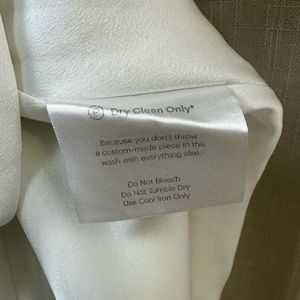 Ⓟ Dry Clean Only*
Because you don't throw
a custom-made piece in the
wash with everything else.
Do Not Bleach
Do Not Tumble Dry
Use Cool Iron Only